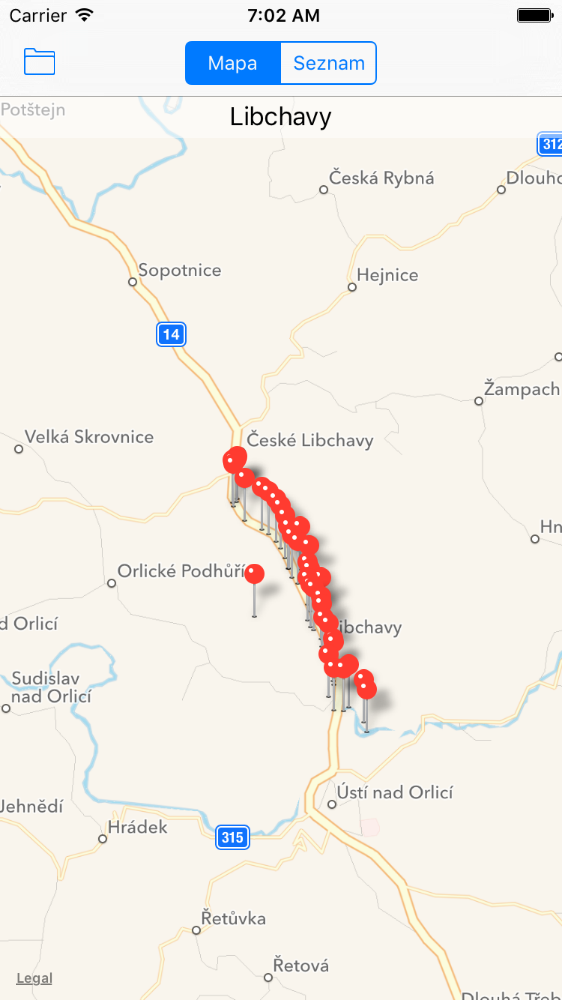 Carrier 7:02 AM
Mapa Seznam
Libchavy
Potštejn
312
Česká Rybná
Dlouho
Sopotnice
Hejnice
14
Žampach
Velká Skrovnice
České Libchavy
Hn
Orlické Podhůří
d Orlicí
ibchavy
Sudislav
nad Orlicí
Ústí nad Orlicí
Jehnědí
Hrádek
315
Řetůvka
Řetová
Legal
Dlouhá Třeb